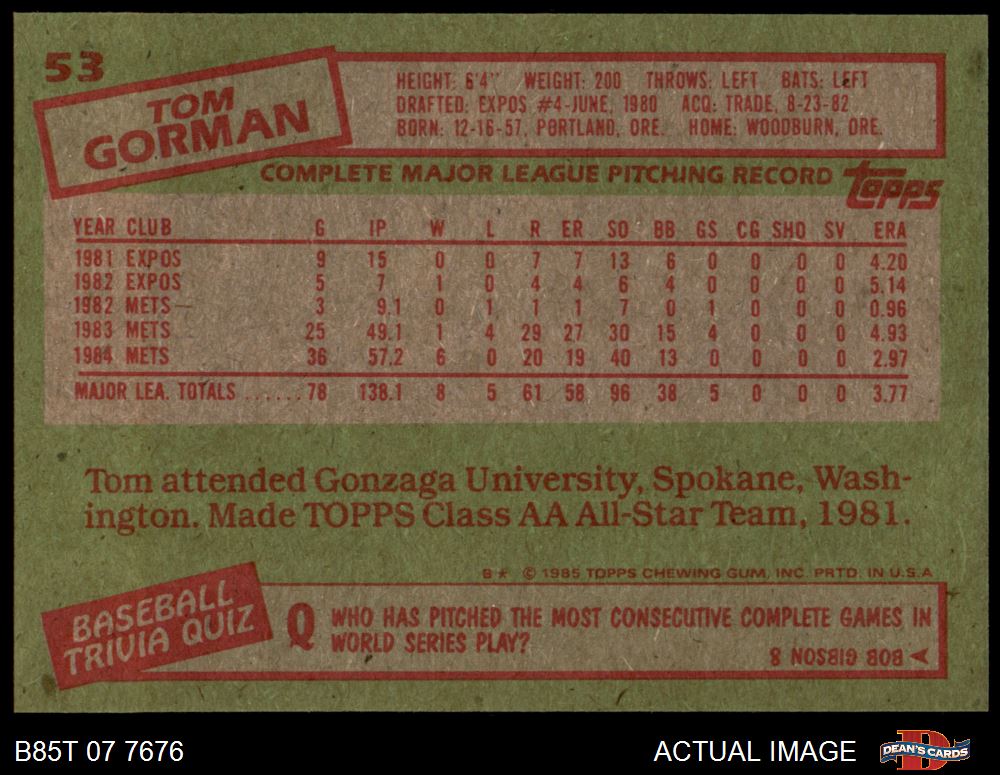 53
TOM
GORMAN
HEIGHT: 6'4" WEIGHT: 200 THROWS: LEFT BATS: LEFT
DRAFTED: EXPOS #4-JUNE, 1980 ACQ: TRADE, 8-23-82
BORN: 12-16-57, PORTLAND, ORE. HOME: WOODBURN, ORE.
COMPLETE MAJOR LEAGUE PITCHING RECORD topps
YEAR CLUB G IP W L R ER SO BB GS CG SHO SV ERA
1981 EXPOS 9 15 0 0 7 7 13 6 0 0 0 0 4.20
1982 EXPOS 5 7 1 0 4 4 6 4 0 0 0 0 5.14
1982 METS 3 9.1 0 1 1 1 7 0 1 0 0 0 0.96
1983 METS 25 49.1 1 4 29 27 30 15 4 0 0 0 4.93
1984 METS 36 57.2 6 0 20 19 40 13 0 0 0 0 2.97
MAJOR LEA. TOTALS ......78 138.1 8 5 61 58 96 38 5 0 0 0 3.77
Tom attended Gonzaga University, Spokane, Wash-
ington. Made TOPPS Class AA All-Star Team, 1981.
B* © 1985 TOPPS CHEWING GUM, INC. PRTD. IN U.S.A
BASEBALL
TRIVIA QUIZ
Q WHO HAS PITCHED THE MOST CONSECUTIVE COMPLETE GAMES IN
WORLD SERIES PLAY?
BOB GIBSON 8
B85T 07 7676
ACTUAL IMAGE
DEAN'S CARDS